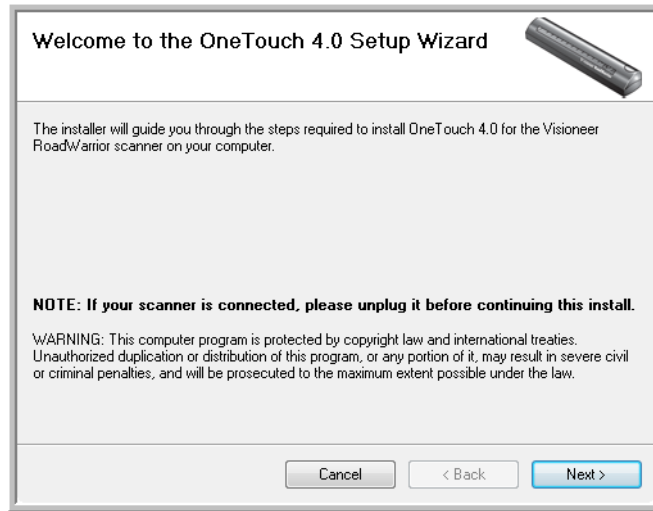 Welcome to the OneTouch 4.0 Setup Wizard
The installer will guide you through the steps required to install OneTouch 4.0 for the Visioneer
RoadWarrior scanner on your computer.
NOTE: If your scanner is connected, please unplug it before continuing this install.
WARNING: This computer program is protected by copyright law and international treaties.
Unauthorized duplication or distribution of this program, or any portion of it, may result in severe civil
or criminal penalties, and will be prosecuted to the maximum extent possible under the law.
Cancel < Back Next >